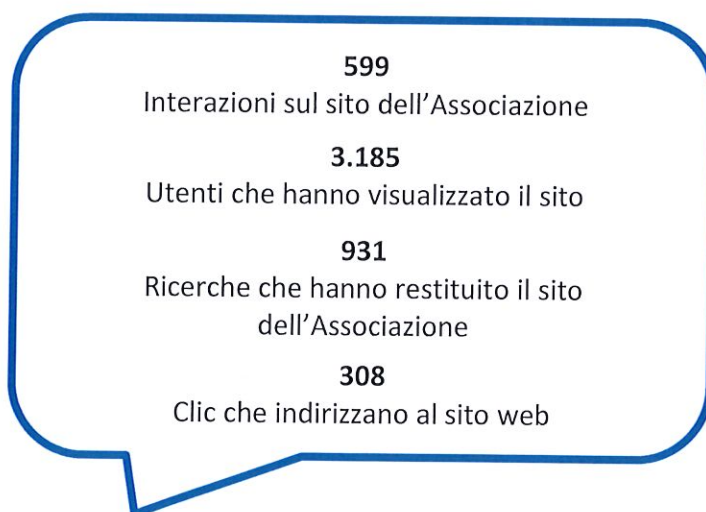 599
Interazioni sul sito dell'Associazione
3.185
Utenti che hanno visualizzato il sito
931
Ricerche che hanno restituito il sito
dell'Associazione
308
Clic che indirizzano al sito web